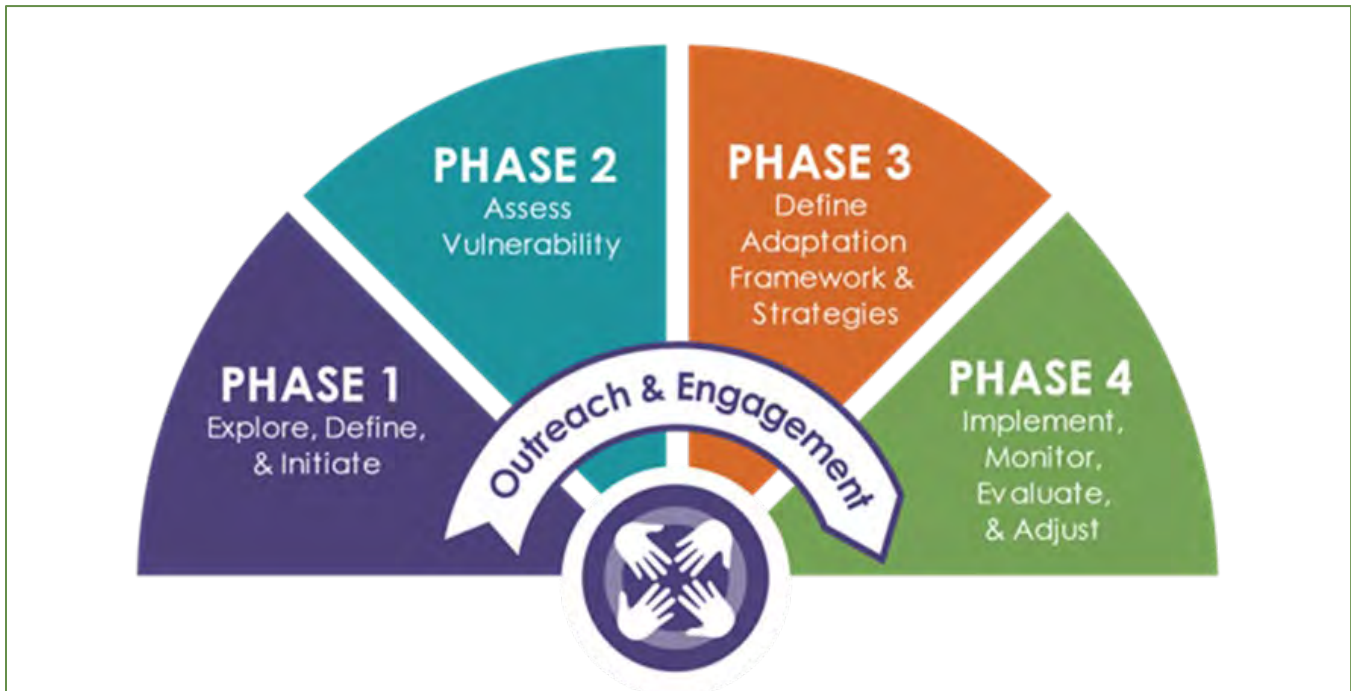 PHASE 1
Explore, Define,
& Initiate
PHASE 2
Assess
Vulnerability
PHASE 3
Define
Adaptation
Framework &
Strategies
PHASE 4
Implement,
Monitor,
Evaluate,
& Adjust
Outreach & Engagement